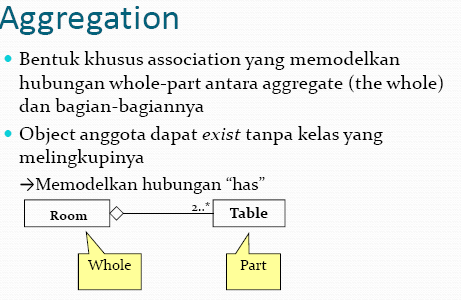 Aggregation
• Bentuk khusus association yang memodelkan
hubungan whole-part antara aggregate (the whole)
dan bagian-bagiannya
• Object anggota dapat exist tanpa kelas yang
melingkupinya
→Memodelkan hubungan “has”
Room 2..* Table
Whole Part